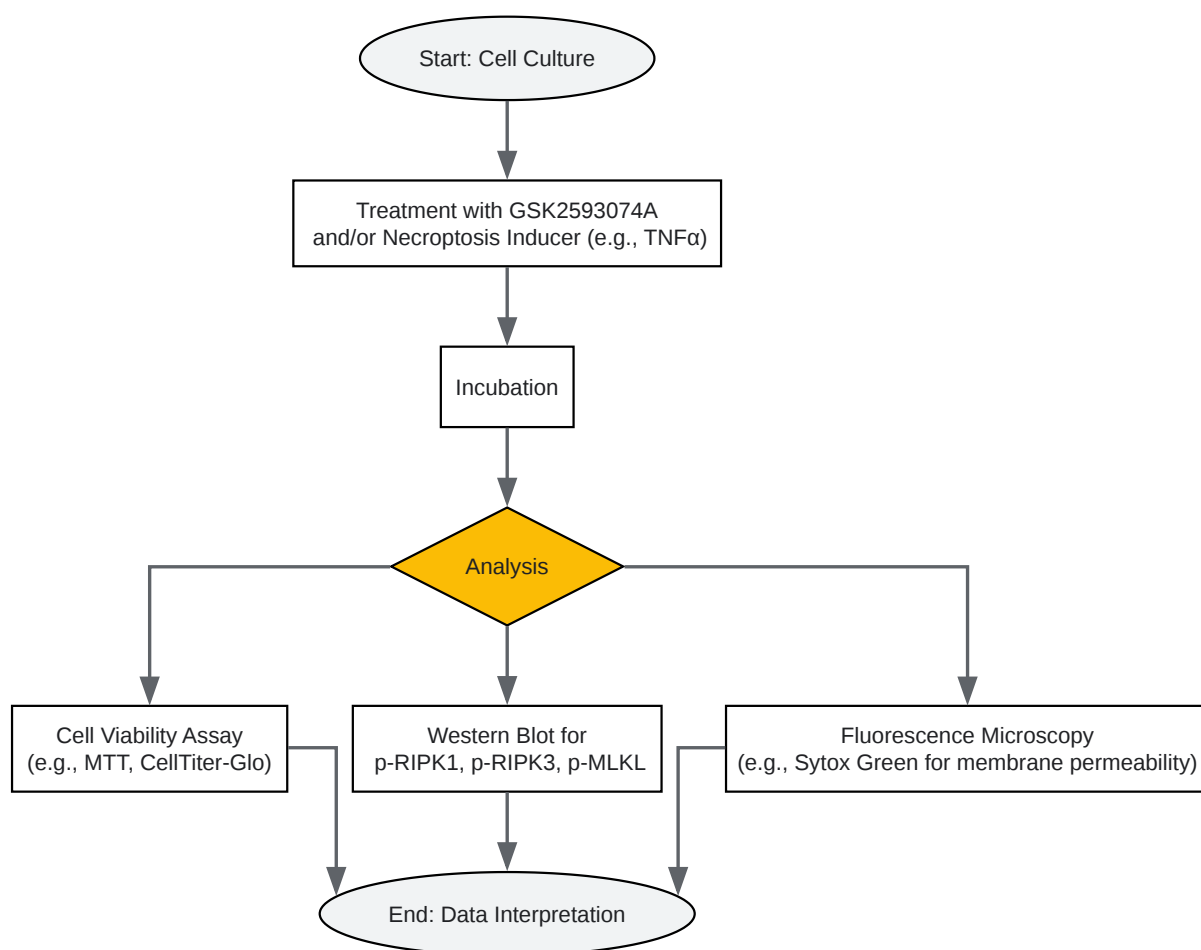 Start: Cell Culture
Treatment with GSK2593074A
and/or Necroptosis Inducer (e.g., TNFα)
Incubation
Analysis
Cell Viability Assay
(e.g., MTT, CellTiter-Glo)
Western Blot for
p-RIPK1, p-RIPK3, p-MLKL
Fluorescence Microscopy
(e.g., Sytox Green for membrane permeability)
End: Data Interpretation